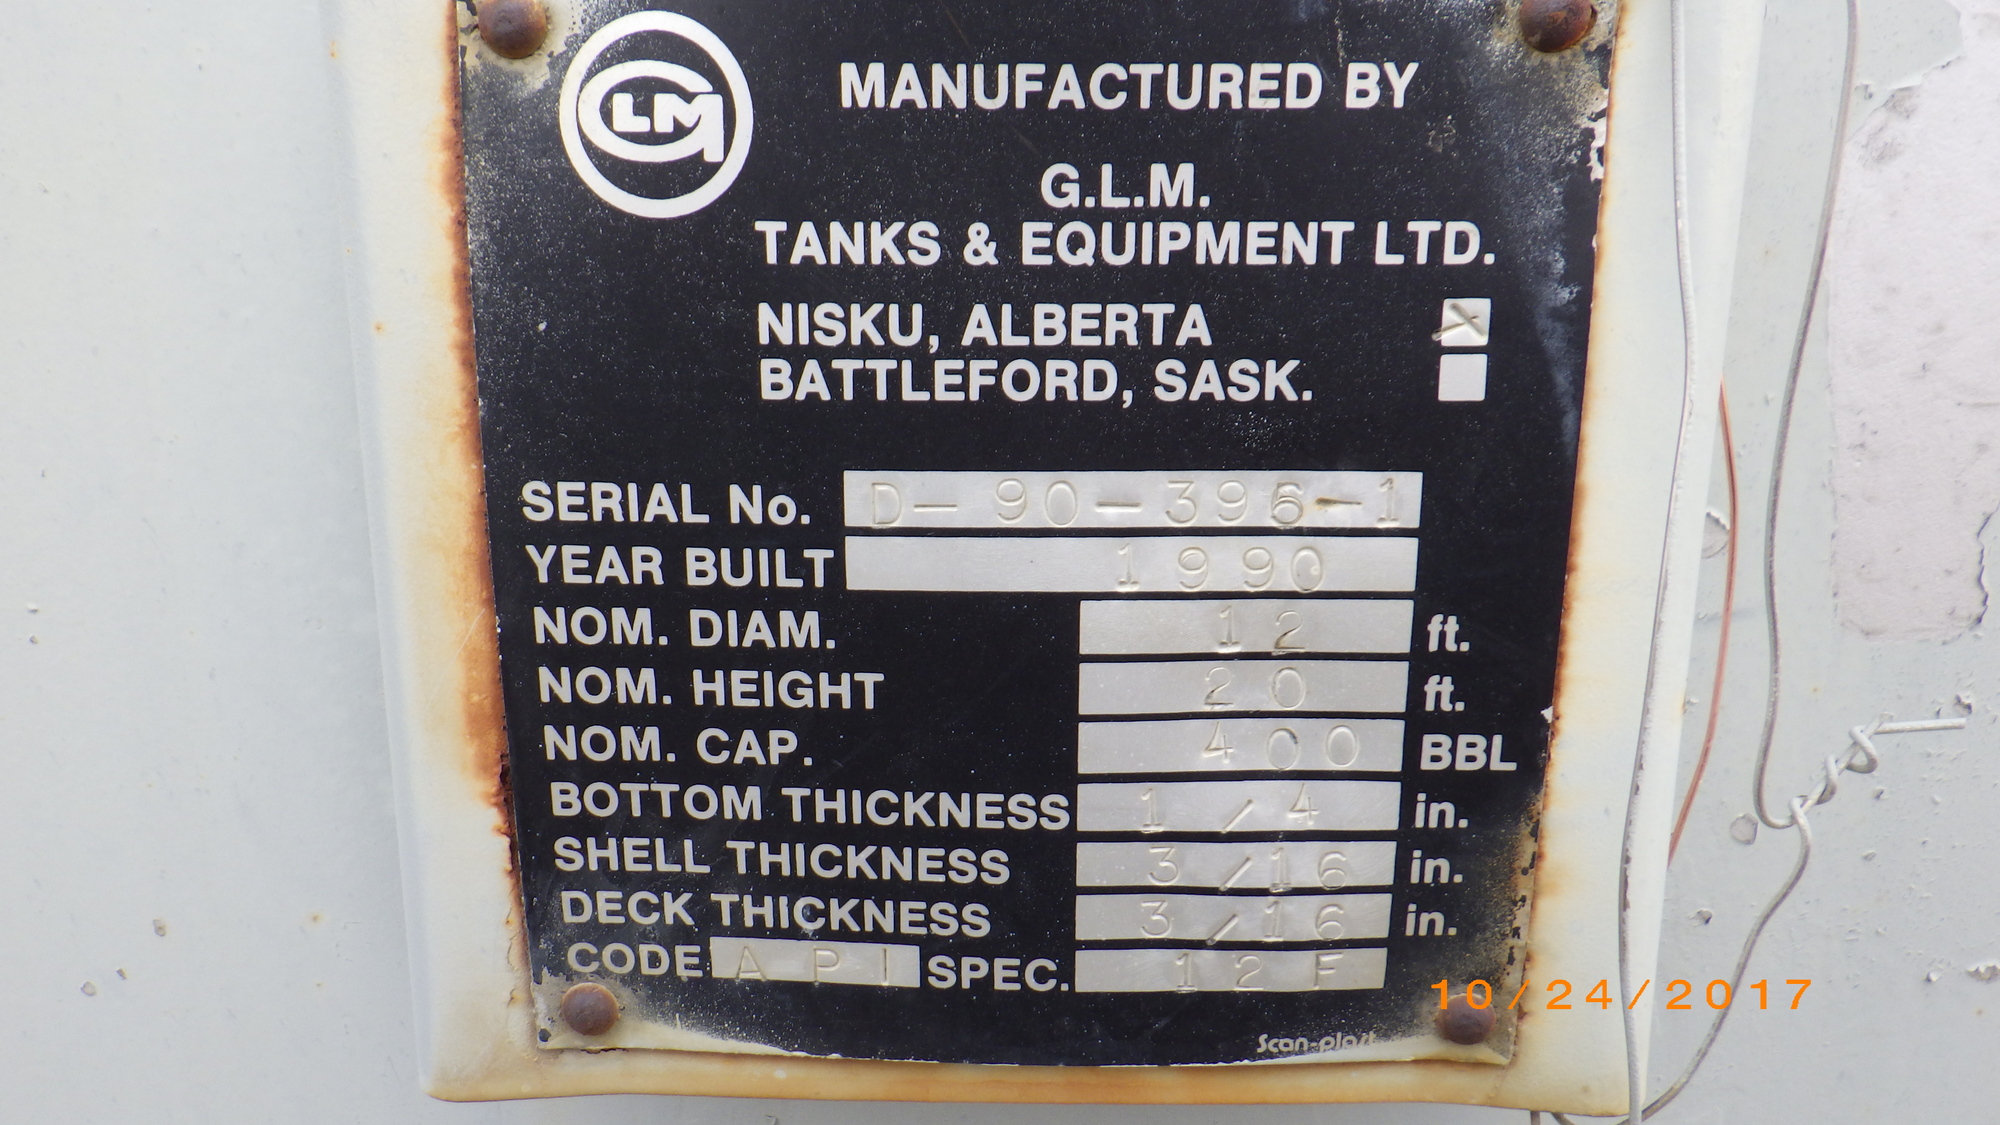 GLM
MANUFACTURED BY
G.L.M.
TANKS & EQUIPMENT LTD.
NISKU, ALBERTA X
BATTLEFORD, SASK.
SERIAL No. D-90-396-1
YEAR BUILT 1990
NOM. DIAM. 12 ft.
NOM. HEIGHT 20 ft.
NOM. CAP. 400 BBL
BOTTOM THICKNESS 1/4 in.
SHELL THICKNESS 3/16 in.
DECK THICKNESS 3/16 in.
CODE API SPEC. 12F
10/24/2017
Scan-plast